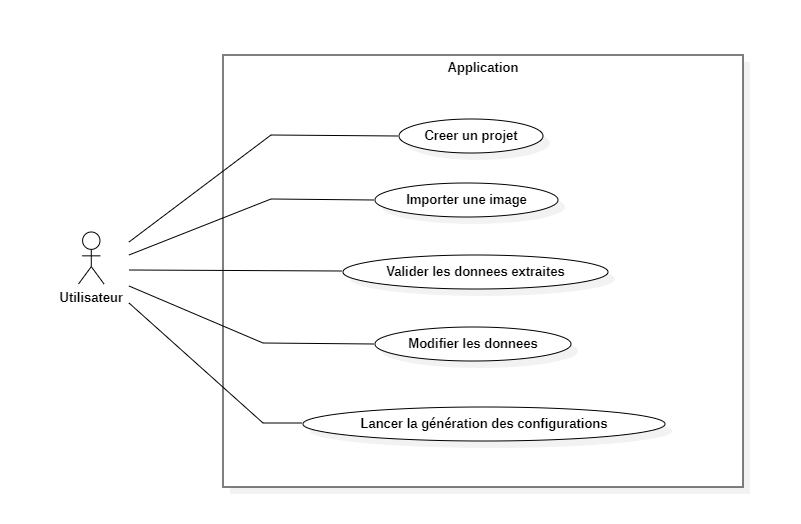 Application
Creer un projet
Importer une image
Valider les donnees extraites
Utilisateur
Modifier les donnees
Lancer la génération des configurations